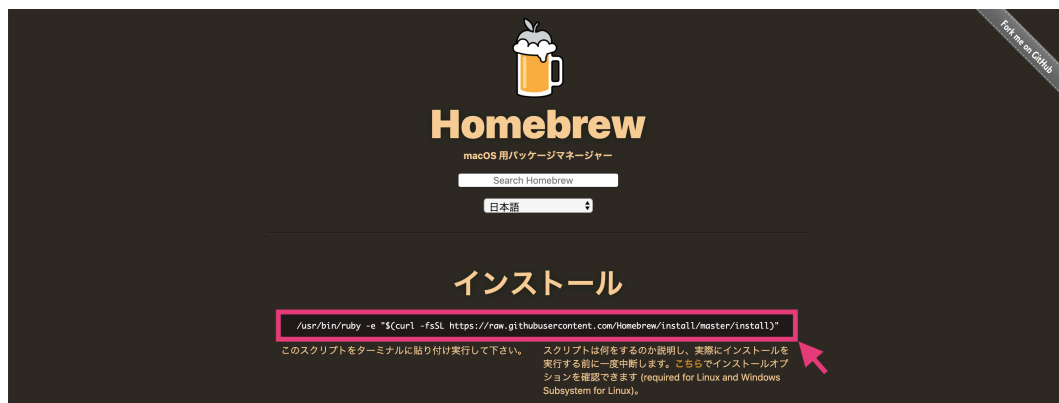 Fork me on GitHub
Homebrew
macOS 用パッケージマネージャー
Search Homebrew
日本語
インストール
/usr/bin/ruby -e "$(curl -fsSL https://raw.githubusercontent.com/Homebrew/install/master/install)"
このスクリプトをターミナルに貼り付け実行して下さい。
スクリプトは何をするのか説明し、実際にインストールを
実行する前に一度中断します。こちらでインストールオプ
ションを確認できます (required for Linux and Windows
Subsystem for Linux)。